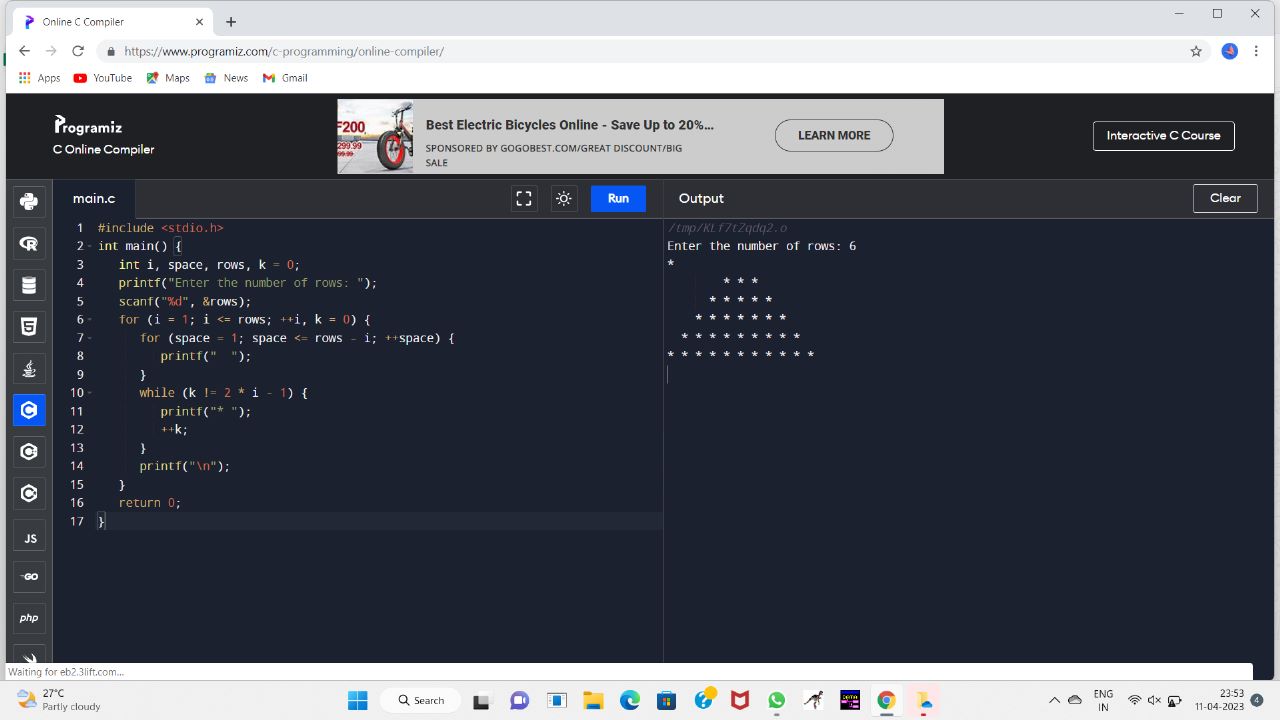 Online C Compiler
https://www.programiz.com/c-programming/online-compiler/
Apps YouTube Maps News Gmail
Programiz
C Online Compiler
F200
299.99
99.99
Best Electric Bicycles Online - Save Up to 20%...
SPONSORED BY GOGOBEST.COM/GREAT DISCOUNT/BIG
SALE
LEARN MORE
Interactive C Course
main.c
Run
Output
Clear
1 #include <stdio.h>
2 int main() {
3 int i, space, rows, k = 0;
4 printf("Enter the number of rows: ");
5 scanf("%d", &rows);
6 for (i = 1; i <= rows; ++i, k = 0) {
7 for (space = 1; space <= rows - i; ++space) {
8 printf("  ");
9 }
10 while (k != 2 * i - 1) {
11 printf("* ");
12 ++k;
13 }
14 printf("\n");
15 }
16 return 0;
17 }
/tmp/KLf7tZqdq2.o
Enter the number of rows: 6
*
* * *
* * * * *
* * * * * * *
* * * * * * * * *
* * * * * * * * * * *
JS
GO
php
Waiting for eb2.3lift.com...
27°C
Partly cloudy
Search
ENG
IN
23:53
11-04-2023
4